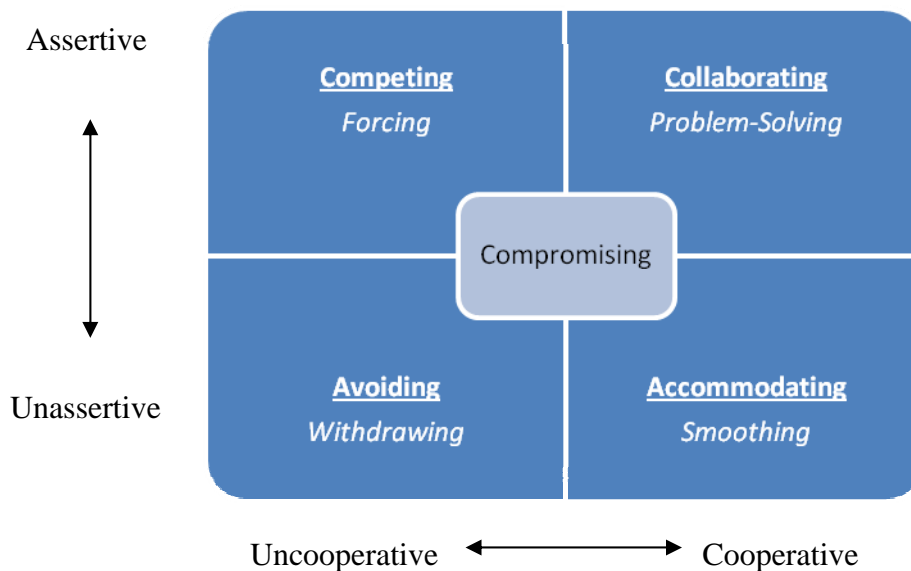 Assertive
Competing
Forcing
Collaborating
Problem-Solving
Compromising
Unassertive
Avoiding
Withdrawing
Accommodating
Smoothing
Uncooperative
Cooperative